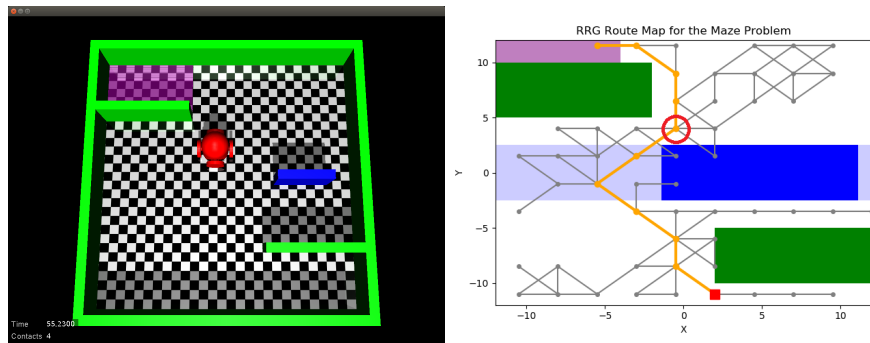 Time 55.2300
Contacts 4
RRG Route Map for the Maze Problem
Y
10
5
0
−5
−10
−10
−5
0
5
10
X